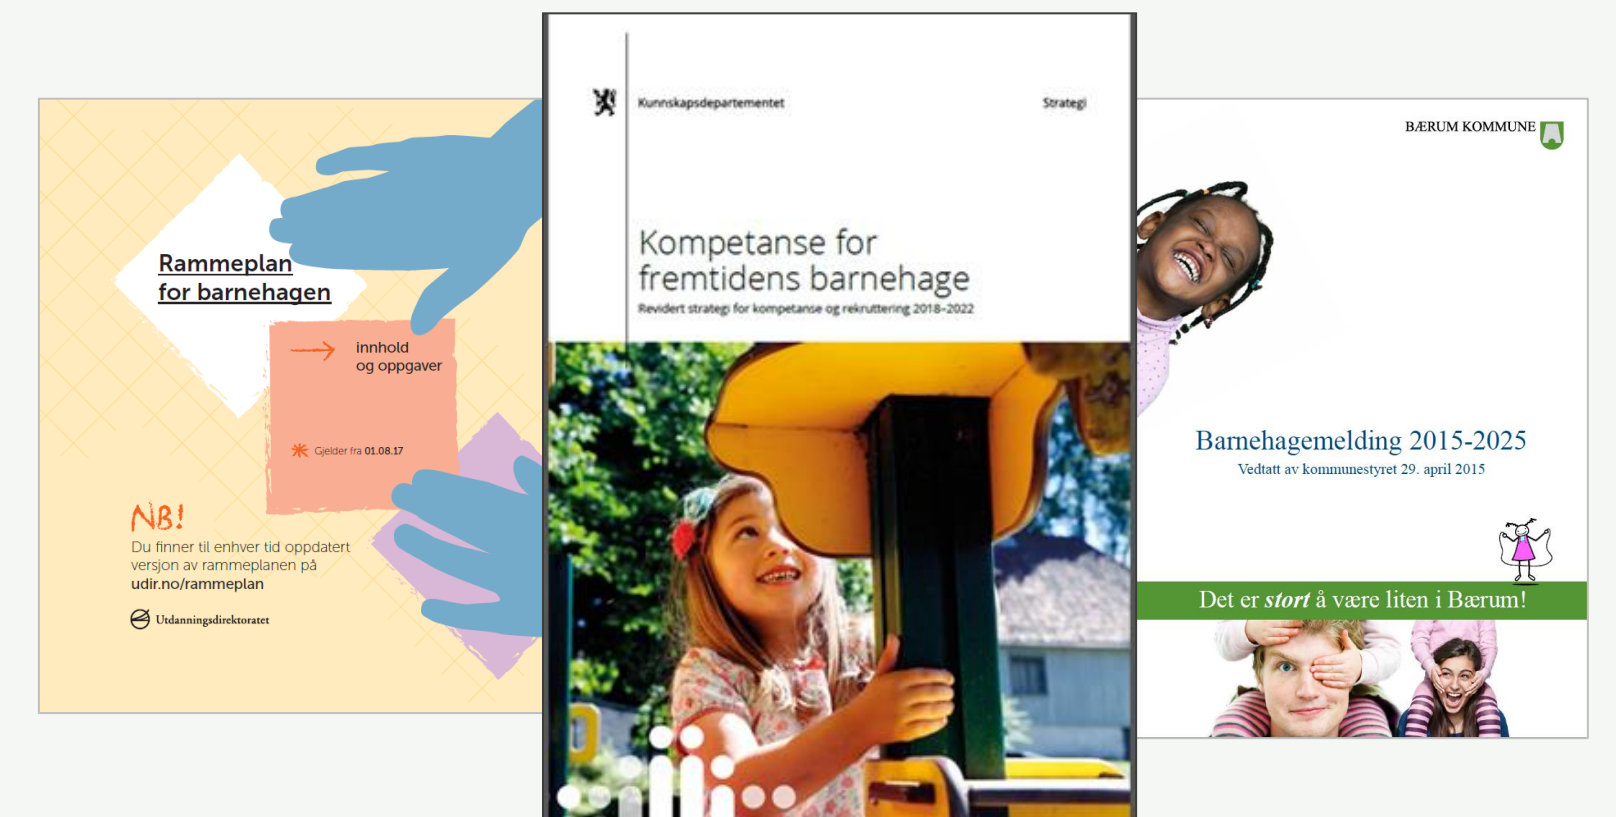 Rammeplan
for barnehagen
innhold
og oppgaver
Gjelder fra 01.08.17
NB!
Du finner til enhver tid oppdatert
versjon av rammeplanen på
udir.no/rammeplan
Utdanningsdirektoratet
Kunnskapsdepartementet
Strategi
Kompetanse for
fremtidens barnehage
Revidert strategi for kompetanse og rekruttering 2018–2022
BÆRUM KOMMUNE
Barnehagemelding 2015-2025
Vedtatt av kommunestyret 29. april 2015
Det er stort å være liten i Bærum!